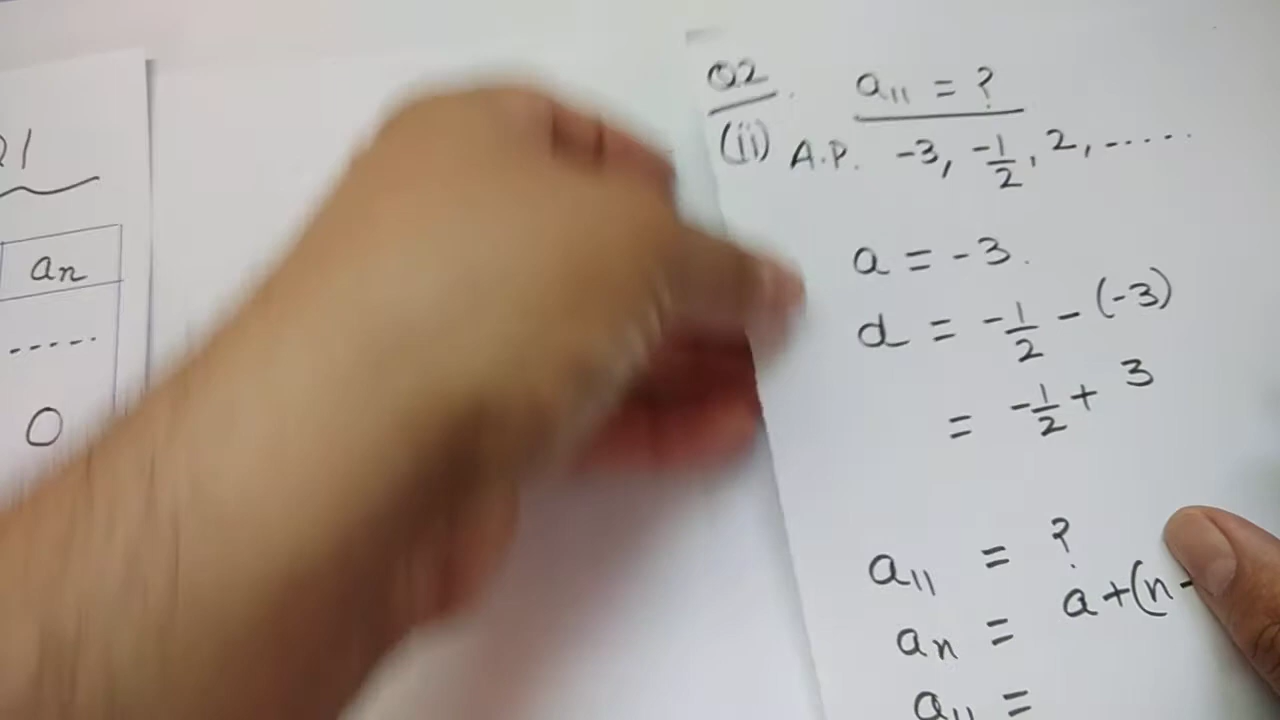 1
an
-----
0
Q2.
a11 = ?
(ii) A.P. -3, -1/2, 2, ......
a = -3.
d = -1/2 - (-3)
= -1/2 + 3
a11 = ?
an = a+(n-
a11 =